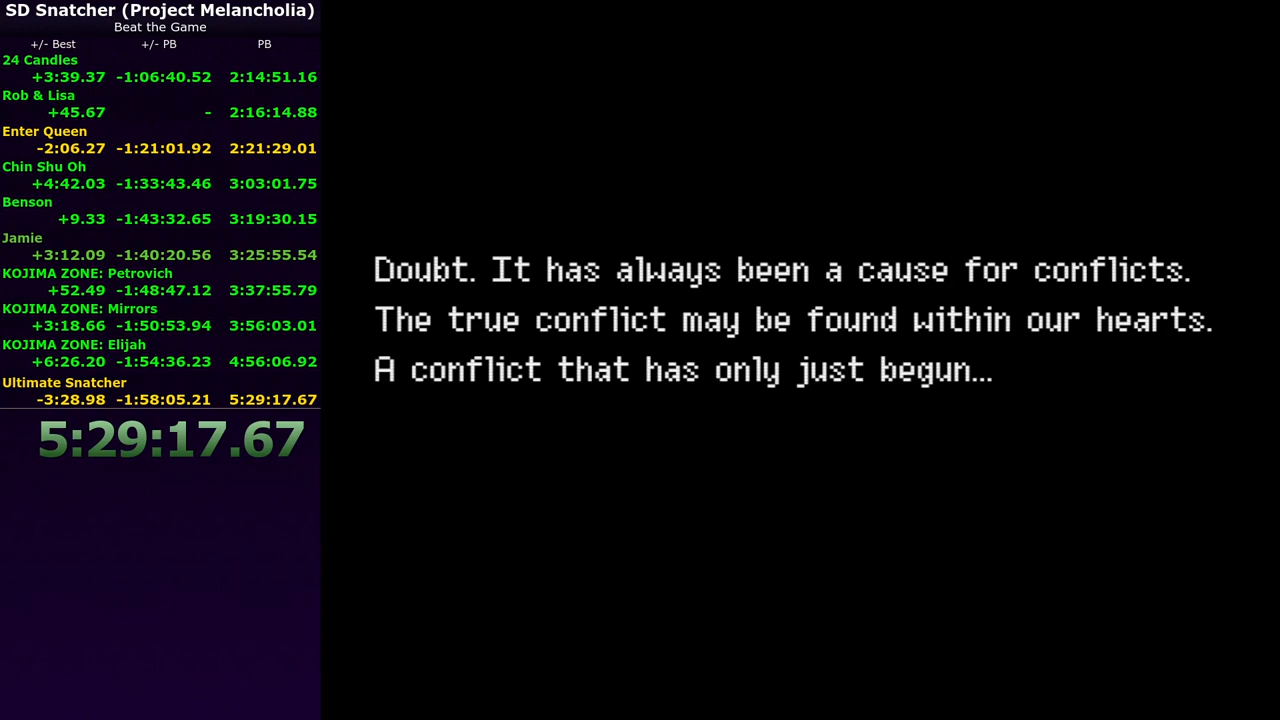 SD Snatcher (Project Melancholia)
Beat the Game
+/- Best +/- PB PB
24 Candles
+3:39.37 -1:06:40.52 2:14:51.16
Rob & Lisa
+45.67 - 2:16:14.88
Enter Queen
-2:06.27 -1:21:01.92 2:21:29.01
Chin Shu Oh
+4:42.03 -1:33:43.46 3:03:01.75
Benson
+9.33 -1:43:32.65 3:19:30.15
Jamie
+3:12.09 -1:40:20.56 3:25:55.54
KOJIMA ZONE: Petrovich
+52.49 -1:48:47.12 3:37:55.79
KOJIMA ZONE: Mirrors
+3:18.66 -1:50:53.94 3:56:03.01
KOJIMA ZONE: Elijah
+6:26.20 -1:54:36.23 4:56:06.92
Ultimate Snatcher
-3:28.98 -1:58:05.21 5:29:17.67
5:29:17.67
Doubt. It has always been a cause for conflicts.
The true conflict may be found within our hearts.
A conflict that has only just begun...